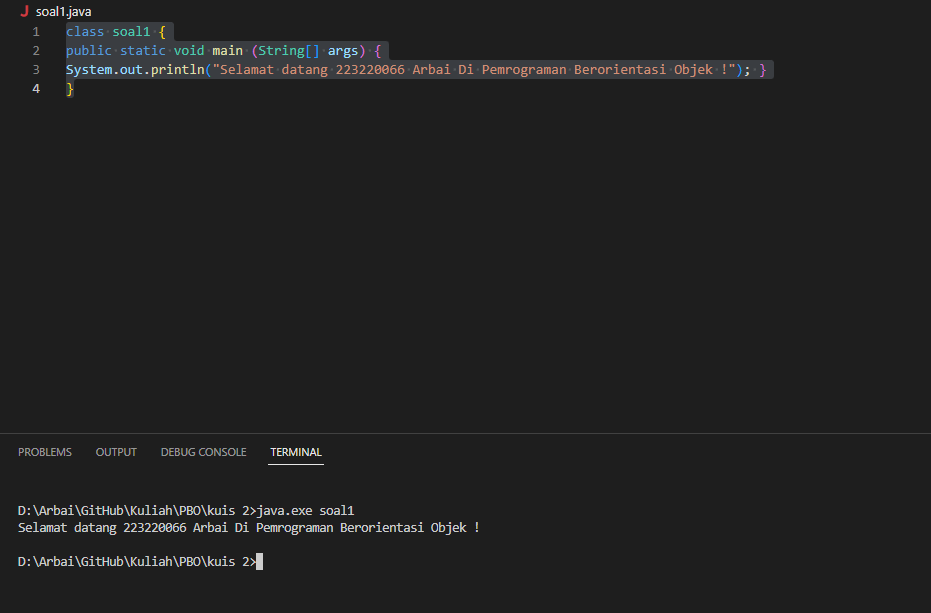 J soal1.java
1 class soal1 {
2 public static void main (String[] args) {
3 System.out.println("Selamat datang 223220066 Arbai Di Pemrograman Berorientasi Objek !"); }
4 }
PROBLEMS OUTPUT DEBUG CONSOLE TERMINAL
D:\Arbai\GitHub\Kuliah\PBO\kuis 2>java.exe soal1
Selamat datang 223220066 Arbai Di Pemrograman Berorientasi Objek !
D:\Arbai\GitHub\Kuliah\PBO\kuis 2>